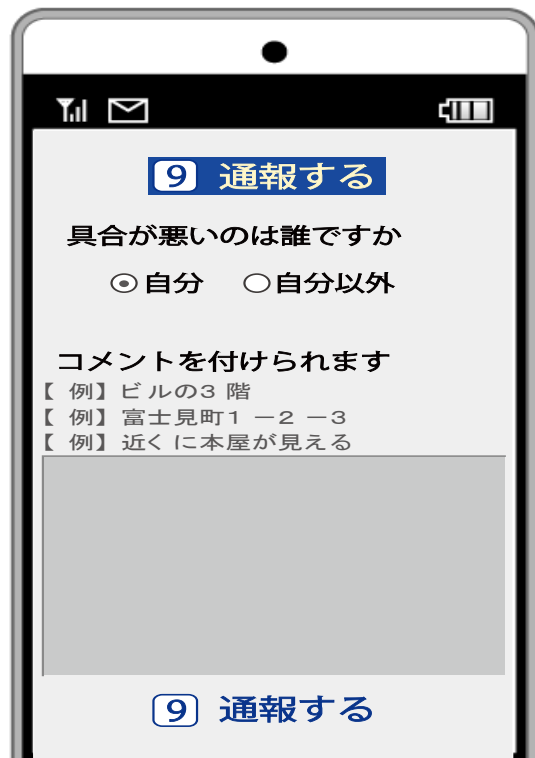 9 通報する
具合が悪いのは誰ですか
自分 自分以外
コメントを付けられます
【例】ビルの3階
【例】富士見町1－2－3
【例】近くに本屋が見える
9 通報する